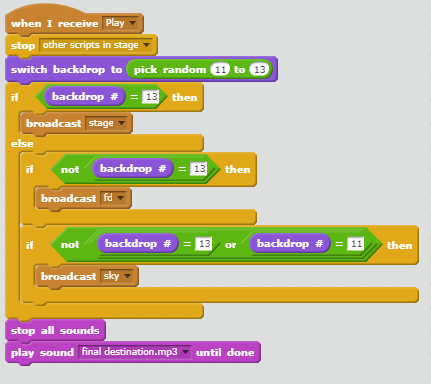 when I receive Play
stop other scripts in stage
switch backdrop to pick random 11 to 13
if backdrop # = 13 then
broadcast stage
else
if not backdrop # = 13 then
broadcast fd
if not backdrop # = 13 or backdrop # = 11 then
broadcast sky
stop all sounds
play sound final destination.mp3 until done